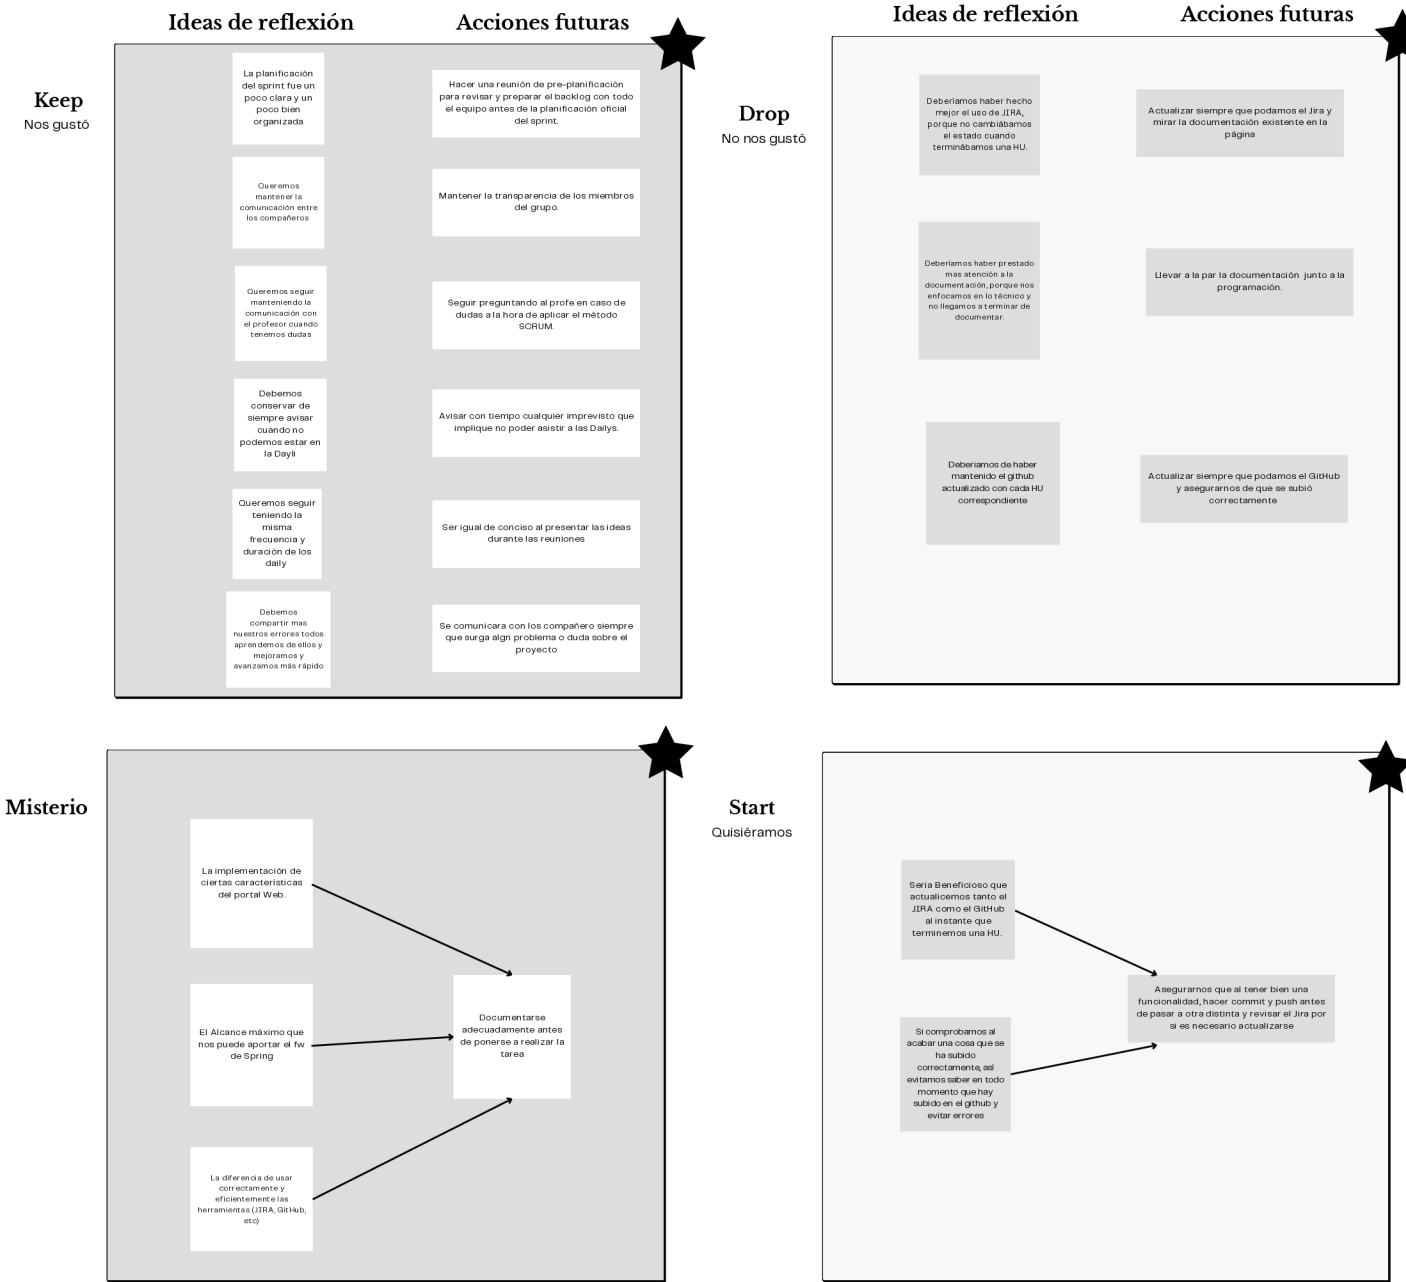 Ideas de reflexión
Acciones futuras
Keep
Nos gustó
La planificación
del sprint fue un
poco clara y un
poco bien
organizada
Hacer una reunión de pre-planificación
para revisar y preparar el backlog con todo
el equipo antes de la planificación oficial
del sprint.
Queremos
mantener la
comunicación entre
los compañeros
Mantener la transparencia de los miembros
del grupo.
Queremos seguir
manteniendo la
comunicación con
el profesor cuando
tenemos dudas
Seguir preguntando al profe en caso de
dudas a la hora de aplicar el método
SCRUM.
Debemos
conservar de
siempre avisar
cuando no
podemos estar en
la Dayli
Avisar con tiempo cualquier imprevisto que
implique no poder asistir a las Dailys.
Queremos seguir
teniendo la
misma
frecuencia y
duración de los
daily
Ser igual de conciso al presentar las ideas
durante las reuniones
Debemos
compartir mas
nuestros errores todos
aprendemos de ellos y
mejoramos y
avanzamos más rápido
Se comunicara con los compañero siempre
que surga algn problema o duda sobre el
proyecto
Ideas de reflexión
Acciones futuras
Drop
No nos gustó
Deberíamos haber hecho
mejor el uso de JIRA,
porque no cambiábamos
el estado cuando
terminábamos una HU.
Actualizar siempre que podamos el Jira y
mirar la documentación existente en la
página
Deberíamos haber prestado
mas atención a la
documentación, porque nos
enfocamos en lo técnico y
no llegamos a terminar de
documentar.
Llevar a la par la documentación junto a la
programación.
Deberiamos de haber
mantenido el github
actualizado con cada HU
correspondiente
Actualizar siempre que podamos el GitHub
y asegurarnos de que se subió
correctamente
Misterio
La implementación de
ciertas características
del portal Web.
El Alcance máximo que
nos puede aportar el fw
de Spring
La diferencia de usar
correctamente y
eficientemente las
herramientas (JIRA, GitHub,
etc)
Documentarse
adecuadamente antes
de ponerse a realizar la
tarea
Start
Quisiéramos
Seria Beneficioso que
actualicemos tanto el
JIRA como el GitHub
al instante que
terminemos una HU.
Si comprobamos al
acabar una cosa que se
ha subido
correctamente, asi
evitamos saber en todo
momento que hay
subido en el github y
evitar errores
Asegurarnos que al tener bien una
funcionalidad, hacer commit y push antes
de pasar a otra distinta y revisar el Jira por
si es necesario actualizarse